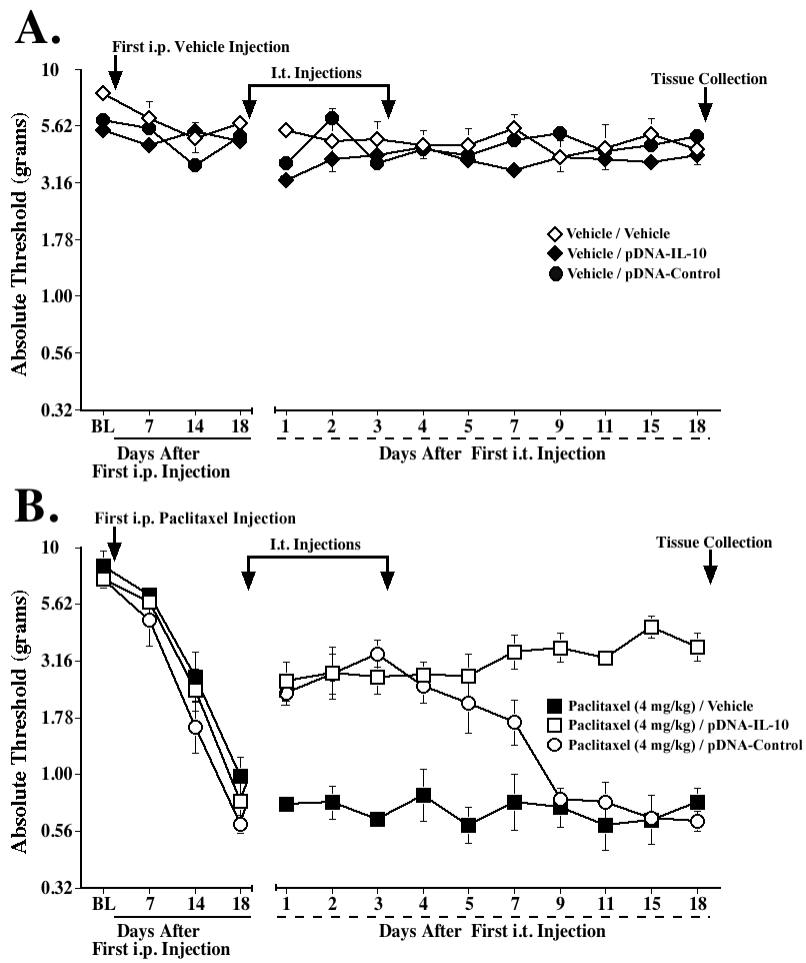 A.
First i.p. Vehicle Injection
I.t. Injections
Tissue Collection
Absolute Threshold (grams)
10
5.62
3.16
1.78
1.00
0.56
0.32
Vehicle / Vehicle
Vehicle / pDNA-IL-10
Vehicle / pDNA-Control
BL 7 14 18 1 2 3 4 5 7 9 11 15 18
Days After
First i.p. Injection
Days After First i.t. Injection
B.
First i.p. Paclitaxel Injection
I.t. Injections
Tissue Collection
Absolute Threshold (grams)
10
5.62
3.16
1.78
1.00
0.56
0.32
Paclitaxel (4 mg/kg) / Vehicle
Paclitaxel (4 mg/kg) / pDNA-IL-10
Paclitaxel (4 mg/kg) / pDNA-Control
BL 7 14 18 1 2 3 4 5 7 9 11 15 18
Days After
First i.p. Injection
Days After First i.t. Injection